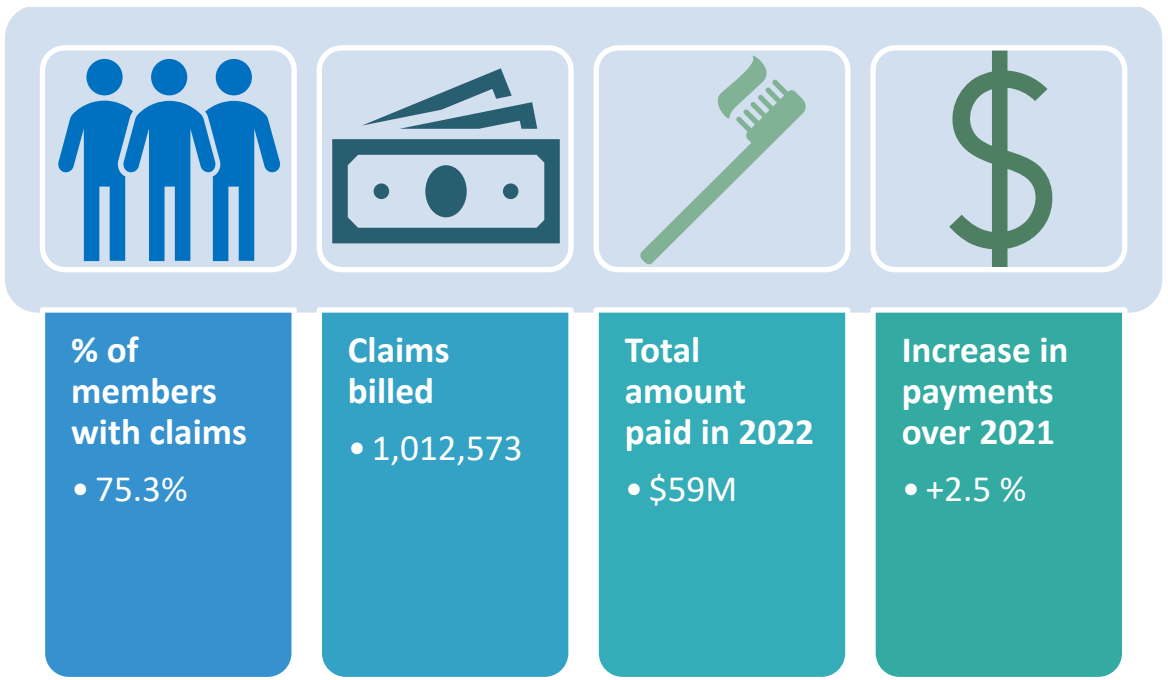 % of
members
with claims
• 75.3%
Claims
billed
• 1,012,573
Total
amount
paid in 2022
• $59M
Increase in
payments
over 2021
• +2.5 %